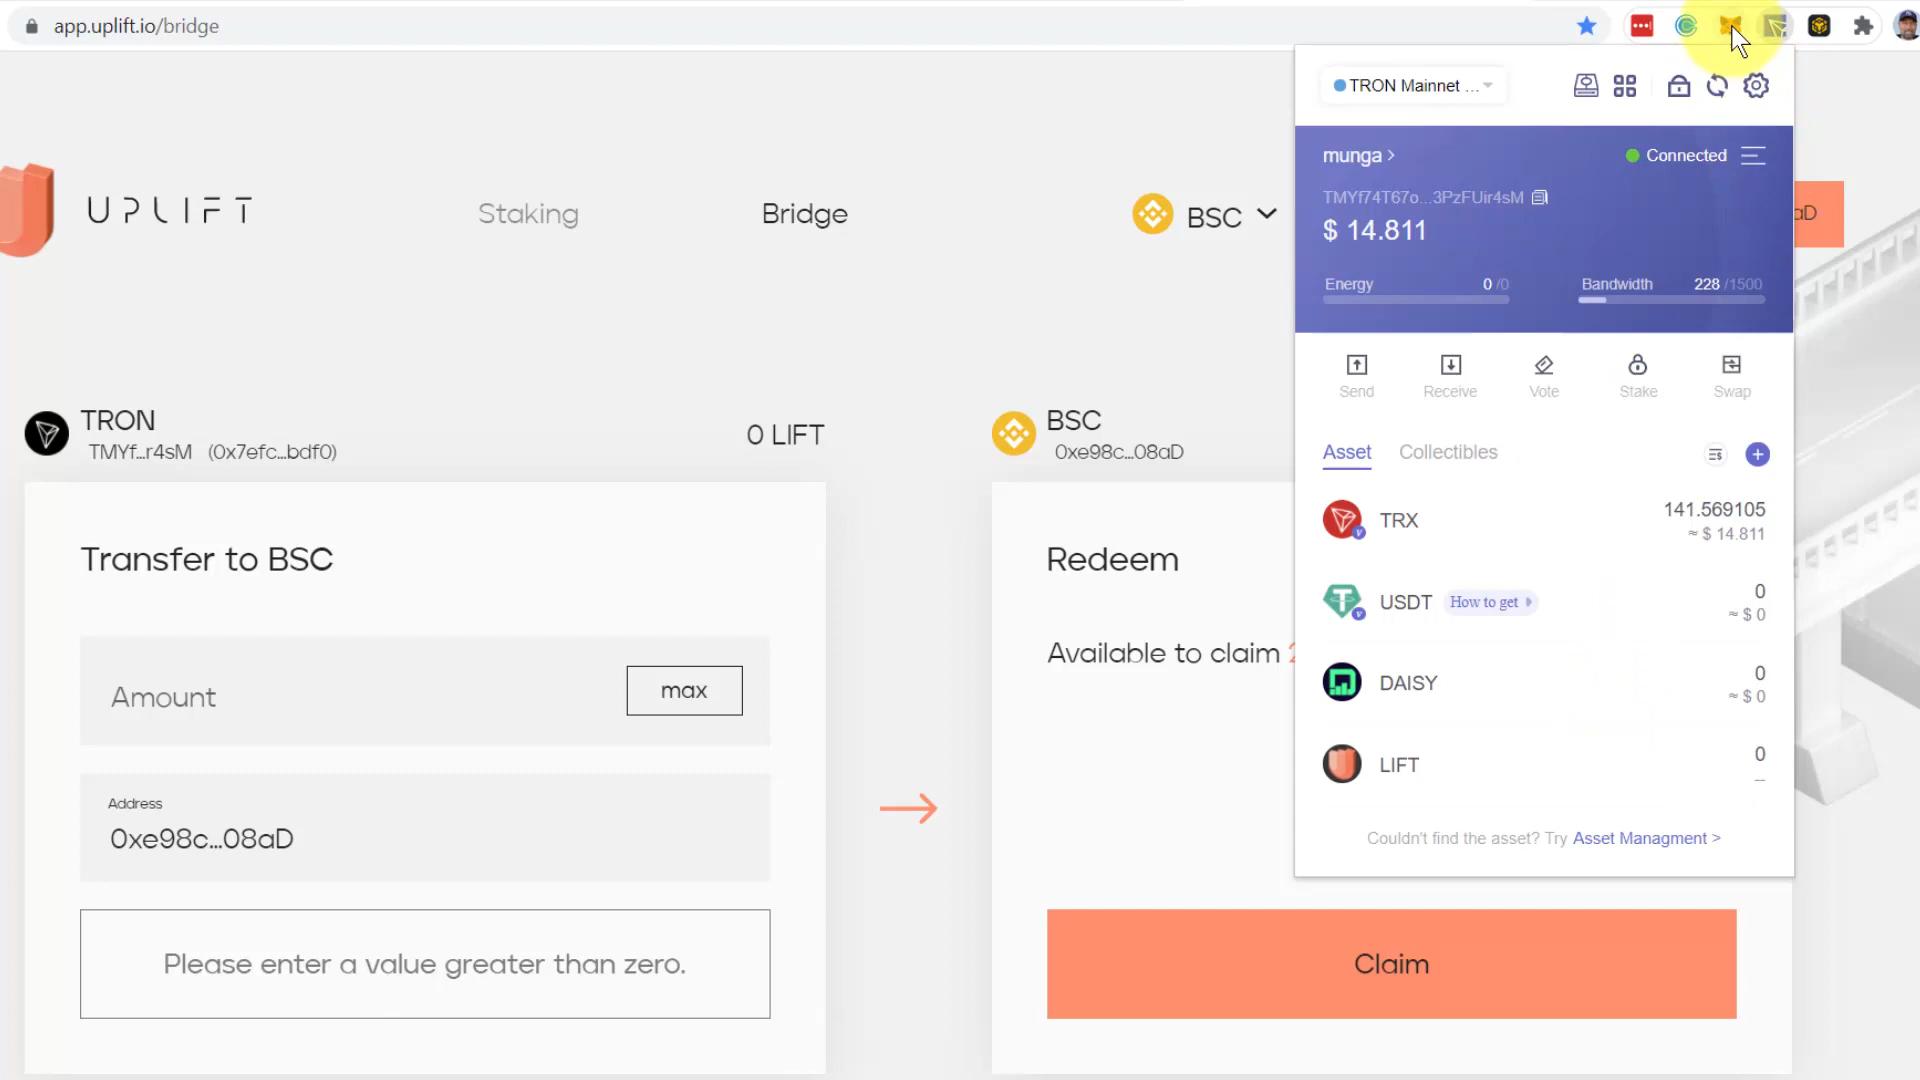 app.uplift.io/bridge
TRON Mainnet ...
munga >
Connected
TMYf74T67o...3PzFUir4sM
$ 14.811
Energy 0 /0
Bandwidth 228 /1500
Send
Receive
Vote
Stake
Swap
Asset
Collectibles
TRX
141.569105
≈ $ 14.811
USDT
How to get
0
≈ $ 0
DAISY
0
≈ $ 0
LIFT
0
--
Couldn't find the asset? Try Asset Managment >
UPLIFT
Staking
Bridge
BSC
aD
TRON
TMYf...r4sM (0x7efc...bdf0)
0 LIFT
Transfer to BSC
Amount
max
Address
0xe98c...08aD
Please enter a value greater than zero.
BSC
0xe98c...08aD
Redeem
Available to claim
Claim